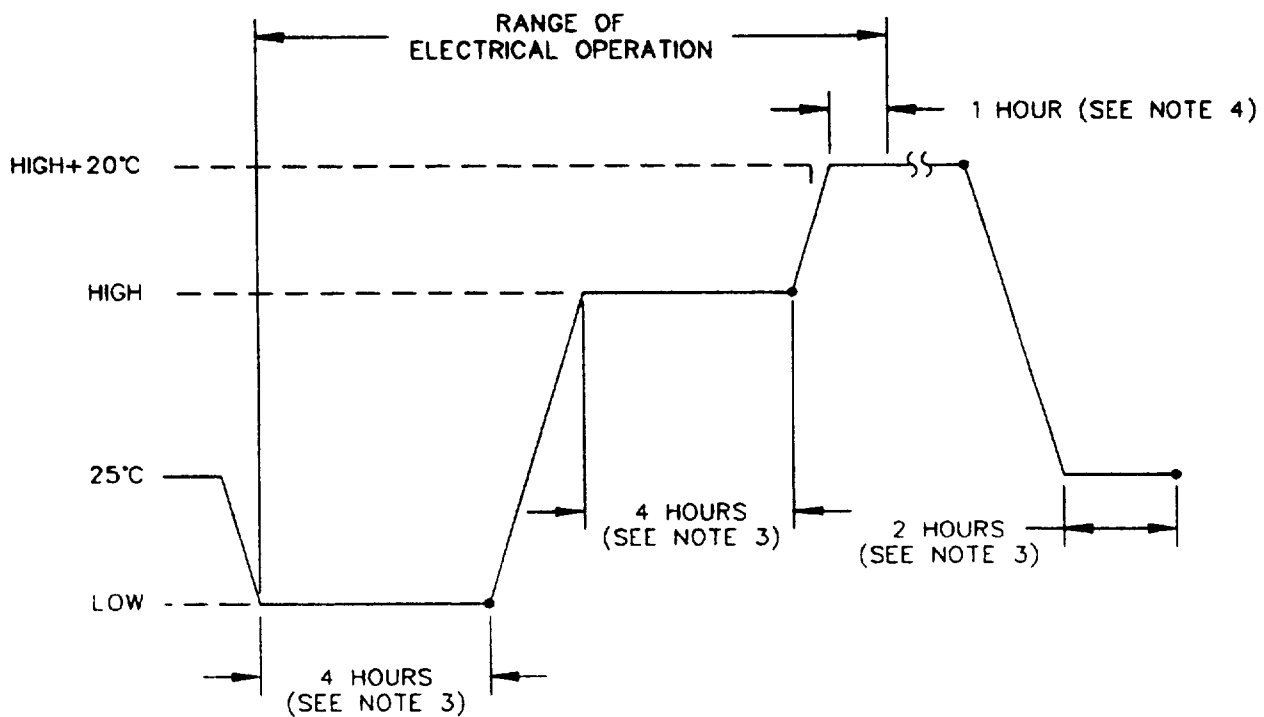 RANGE OF
ELECTRICAL OPERATION
1 HOUR (SEE NOTE 4)
HIGH+20℃
HIGH
25℃
4 HOURS
(SEE NOTE 3)
2 HOURS
(SEE NOTE 3)
LOW
4 HOURS
(SEE NOTE 3)